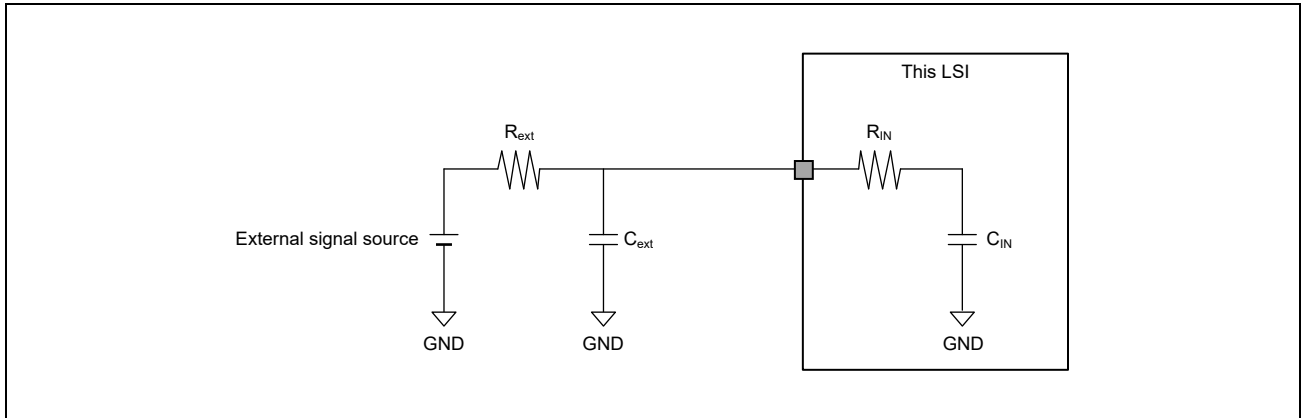 This LSI
R_ext
R_IN
External signal source
C_ext
C_IN
GND
GND
GND